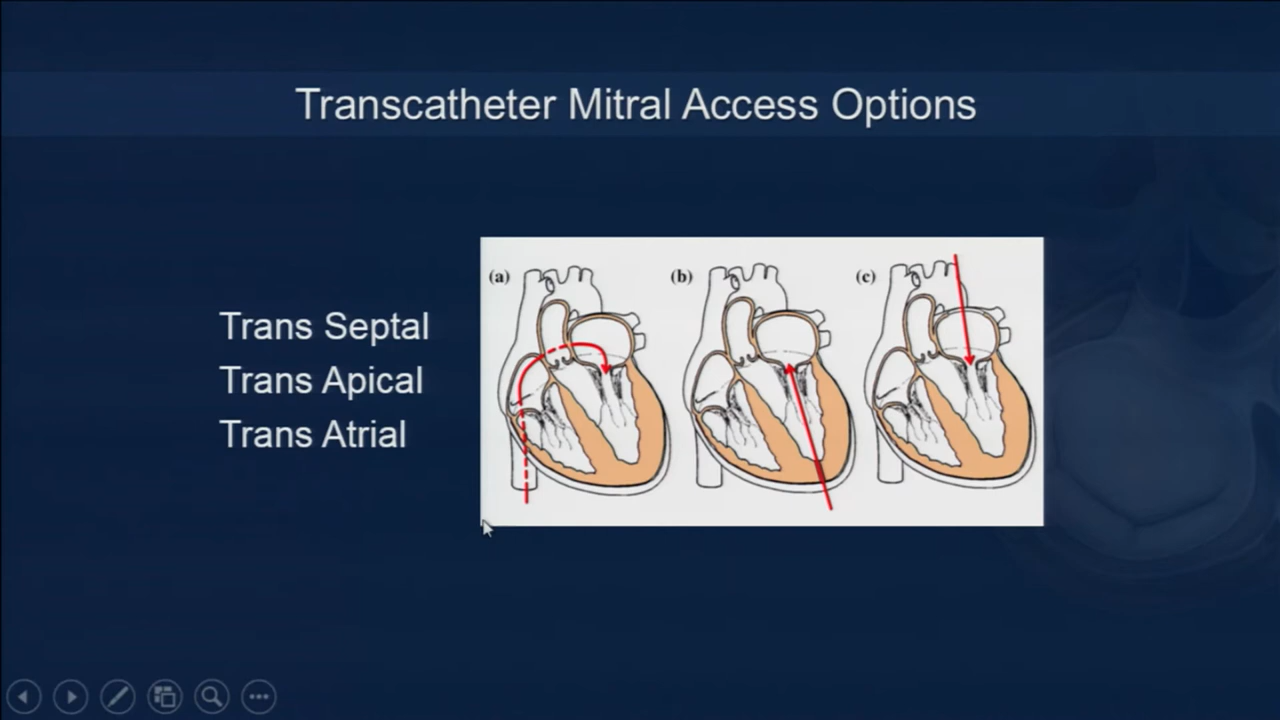 Transcatheter Mitral Access Options
Trans Septal
Trans Apical
Trans Atrial
(a)
(b)
(c)